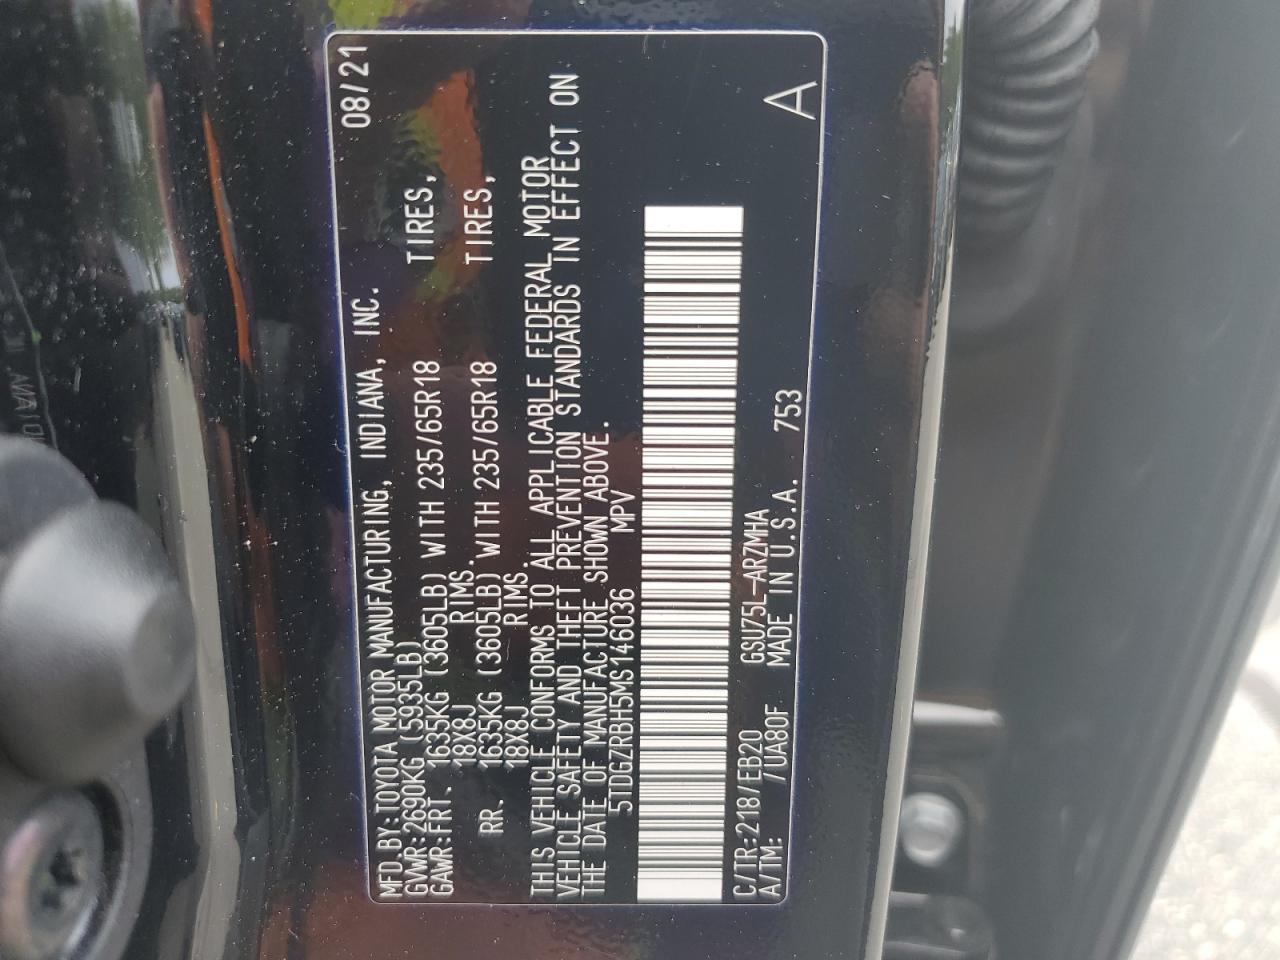 MFD.BY:TOYOTA MOTOR MANUFACTURING, INDIANA, INC. 08/21
GVWR:2690KG (5935LB)
GAWR:FRT. 1635KG (3605LB) WITH 235/65R18 TIRES,
18X8J RIMS.
RR. 1635KG (3605LB) WITH 235/65R18 TIRES,
18X8J RIMS.
THIS VEHICLE CONFORMS TO ALL APPLICABLE FEDERAL MOTOR
VEHICLE SAFETY AND THEFT PREVENTION STANDARDS IN EFFECT ON
THE DATE OF MANUFACTURE SHOWN ABOVE.
5TDGZRBH5MS146036 MPV
C/TR:218/EB20 GSU75L-ARZMHA
A/TM: /UA80F MADE IN U.S.A. 753 A